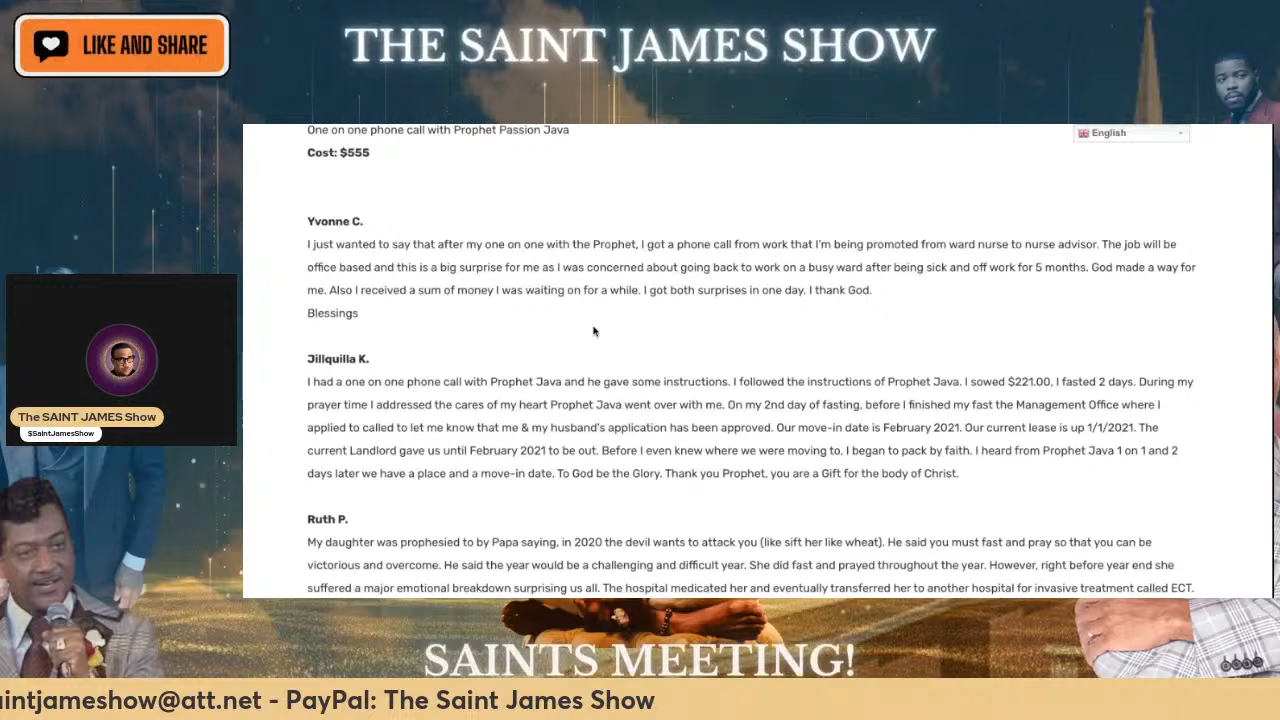 LIKE AND SHARE
THE SAINT JAMES SHOW
One on one phone call with Prophet Passion Java
English
Cost: $555
Yvonne C.
I just wanted to say that after my one on one with the Prophet, I got a phone call from work that I'm being promoted from ward nurse to nurse advisor. The job will be
office based and this is a big surprise for me as I was concerned about going back to work on a busy ward after being sick and off work for 5 months. God made a way for
me. Also I received a sum of money I was waiting on for a while. I got both surprises in one day. I thank God.
Blessings
Jillquilla K.
I had a one on one phone call with Prophet Java and he gave some instructions. I followed the instructions of Prophet Java. I sowed $221.00, I fasted 2 days. During my
prayer time I addressed the cares of my heart Prophet Java went over with me. On my 2nd day of fasting, before I finished my fast the Management Office where I
applied to called to let me know that me & my husband's application has been approved. Our move-in date is February 2021. Our current lease is up 1/1/2021. The
current Landlord gave us until February 2021 to be out. Before I even knew where we were moving to, I began to pack by faith. I heard from Prophet Java 1 on 1 and 2
days later we have a place and a move-in date. To God be the Glory. Thank you Prophet, you are a Gift for the body of Christ.
Ruth P.
My daughter was prophesied to by Papa saying, in 2020 the devil wants to attack you (like sift her like wheat). He said you must fast and pray so that you can be
victorious and overcome. He said the year would be a challenging and difficult year. She did fast and prayed throughout the year. However, right before year end she
suffered a major emotional breakdown surprising us all. The hospital medicated her and eventually transferred her to another hospital for invasive treatment called ECT.
The SAINT JAMES Show
$SaintJamesShow
SAINTS MEETING!
aintjameshow@att.net - PayPal: The Saint James Show